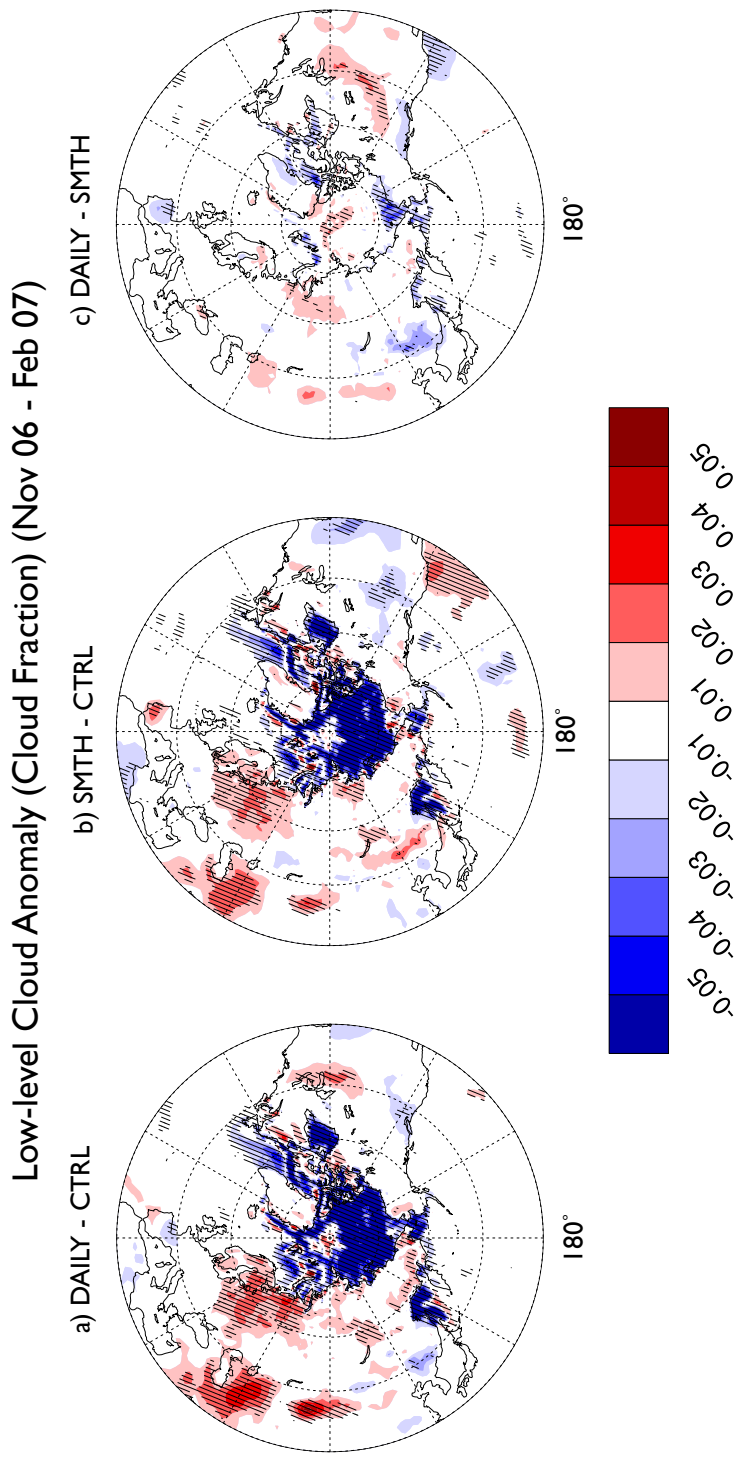 Low-level Cloud Anomaly (Cloud Fraction) (Nov 06 - Feb 07)
a) DAILY - CTRL
b) SMTH - CTRL
c) DAILY - SMTH
180°
180°
180°
-0.05 -0.04 -0.03 -0.02 -0.01 0.01 0.02 0.03 0.04 0.05